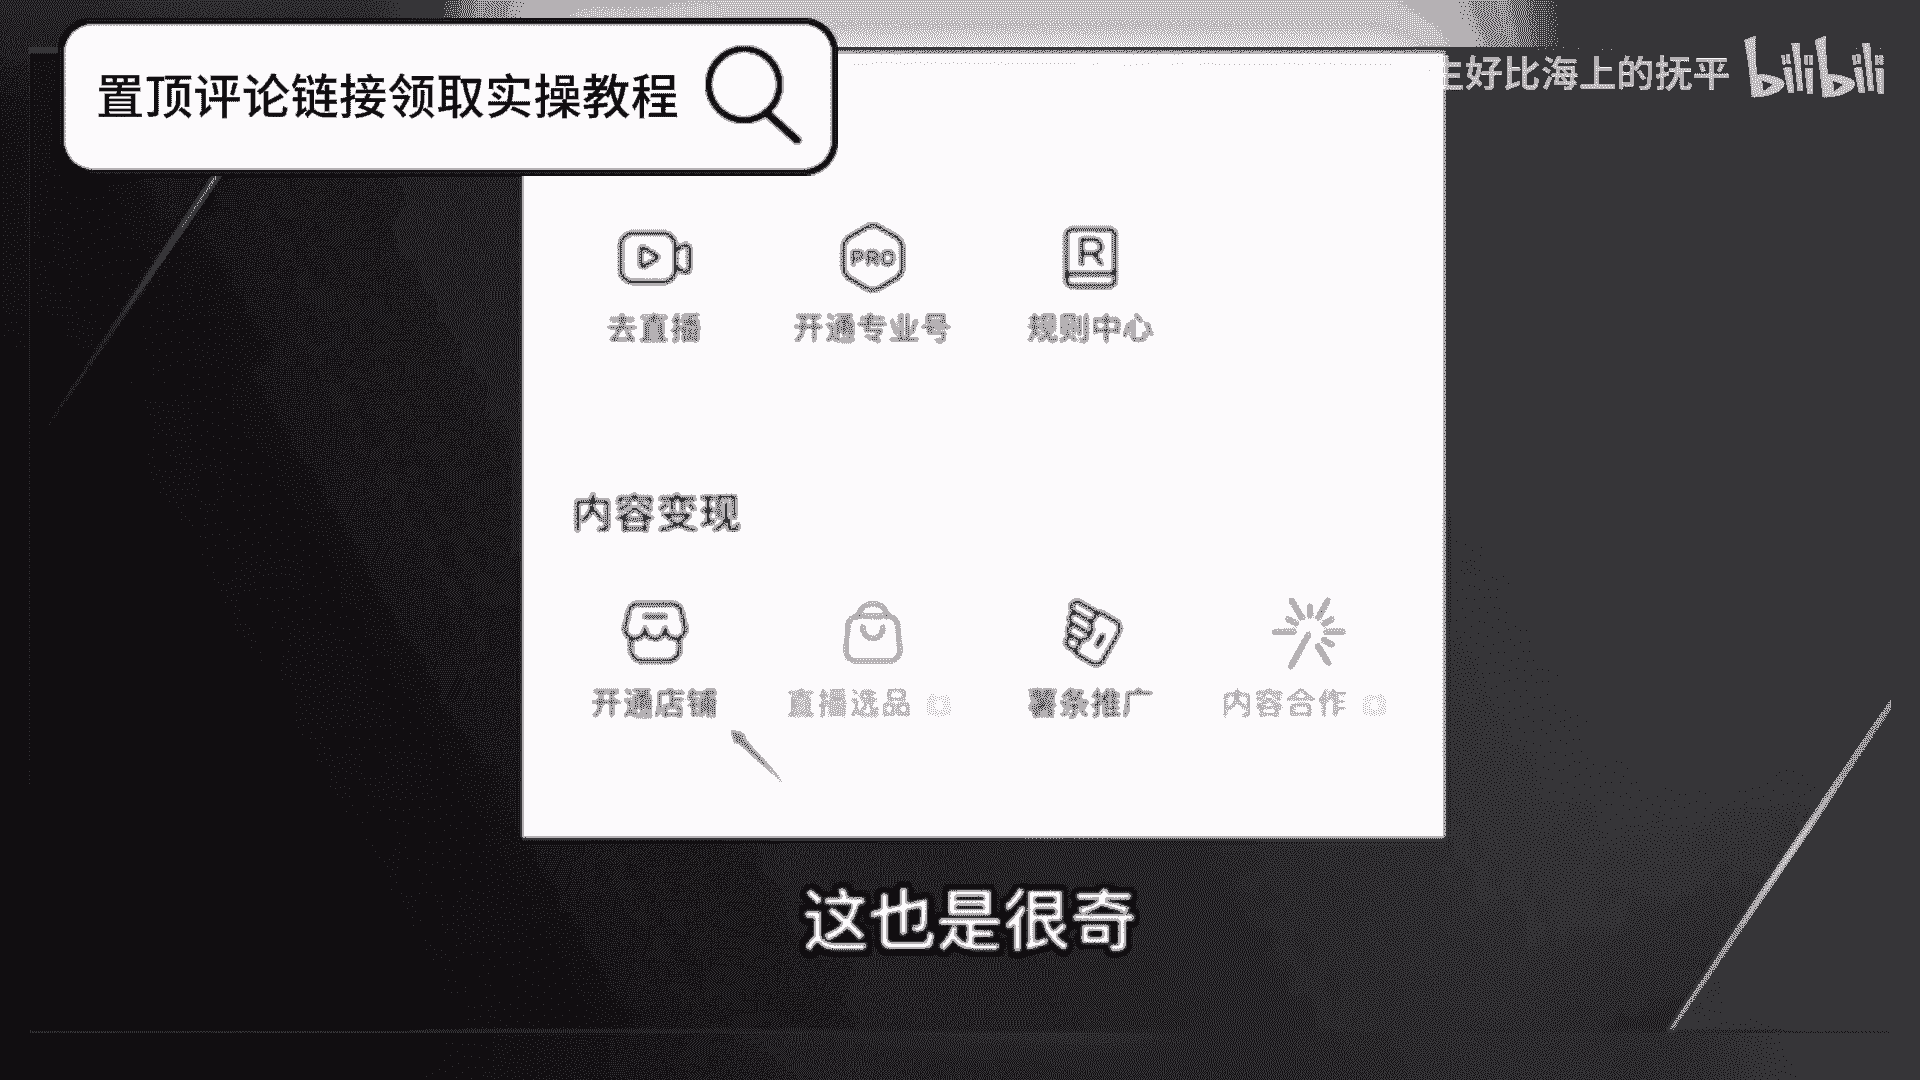 置顶评论链接领取实操教程
生好比海上的抚平 bilibili
PRO
R
去直播 开通专业号 规则中心
内容变现
开通店铺 直播选品 薯条推广 内容合作
这也是很奇